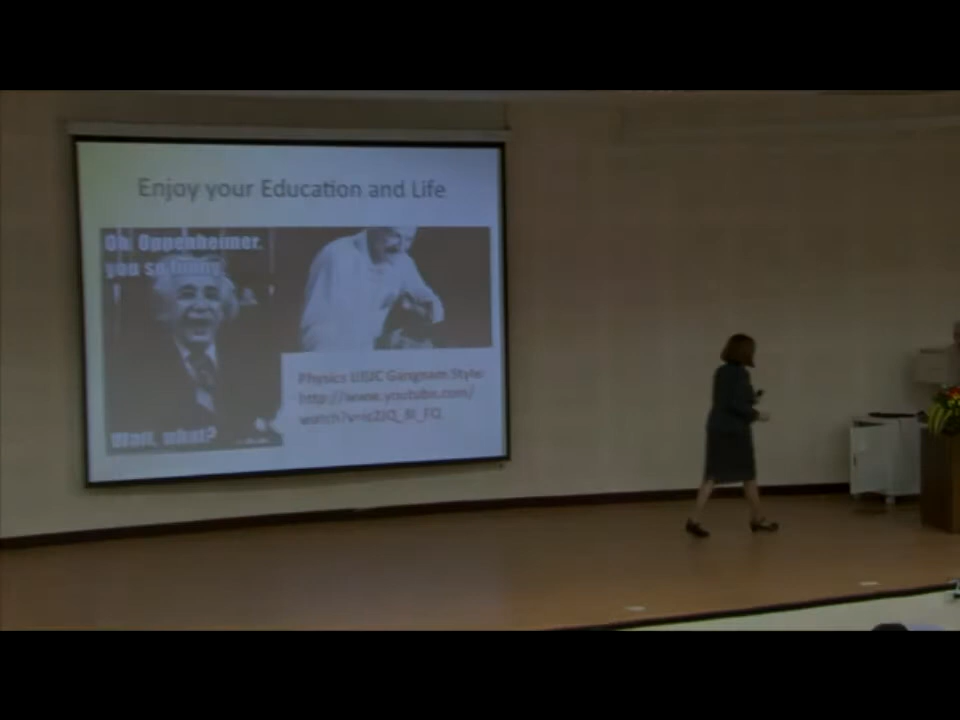 Enjoy your Education and Life
Oh Oppenheimer,
you so funny
Wait, what?
Physics UIUC Gangnam Style:
http://www.youtube.com/